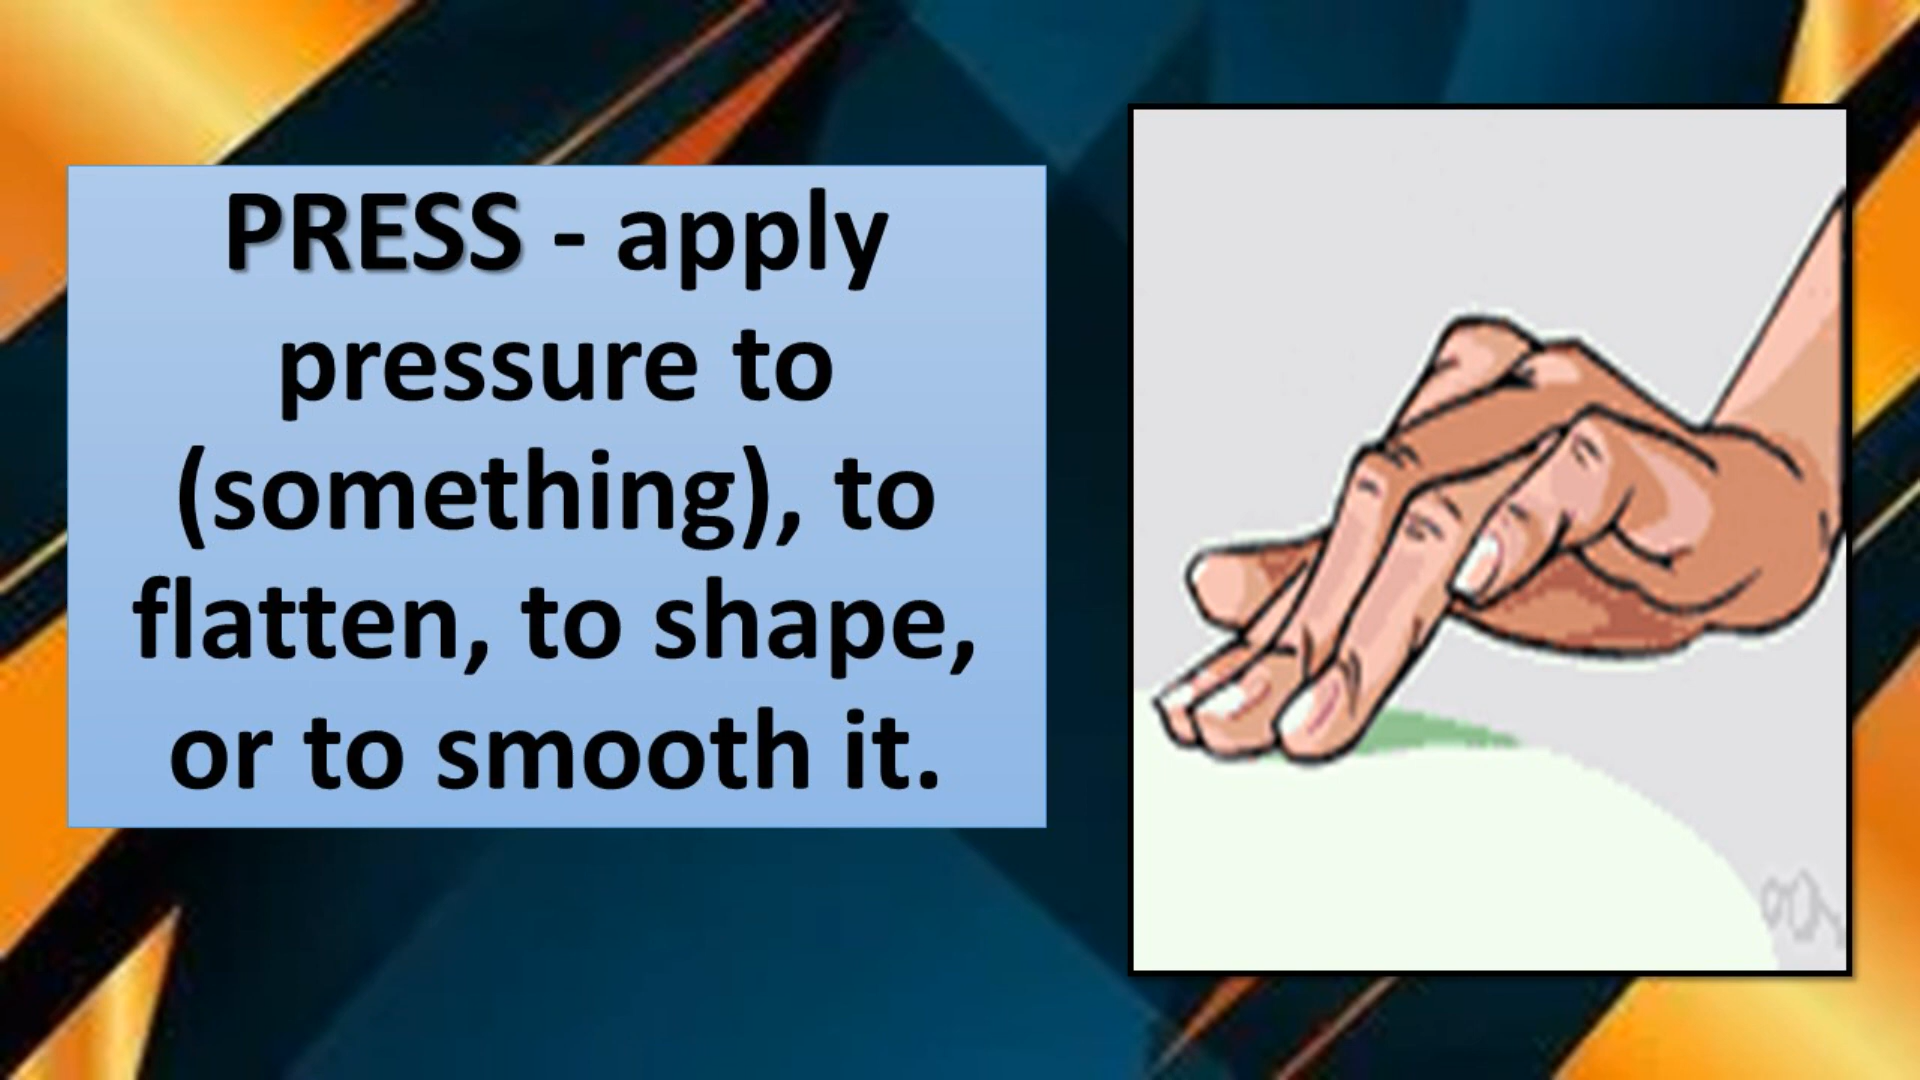 PRESS - apply
pressure to
(something), to
flatten, to shape,
or to smooth it.